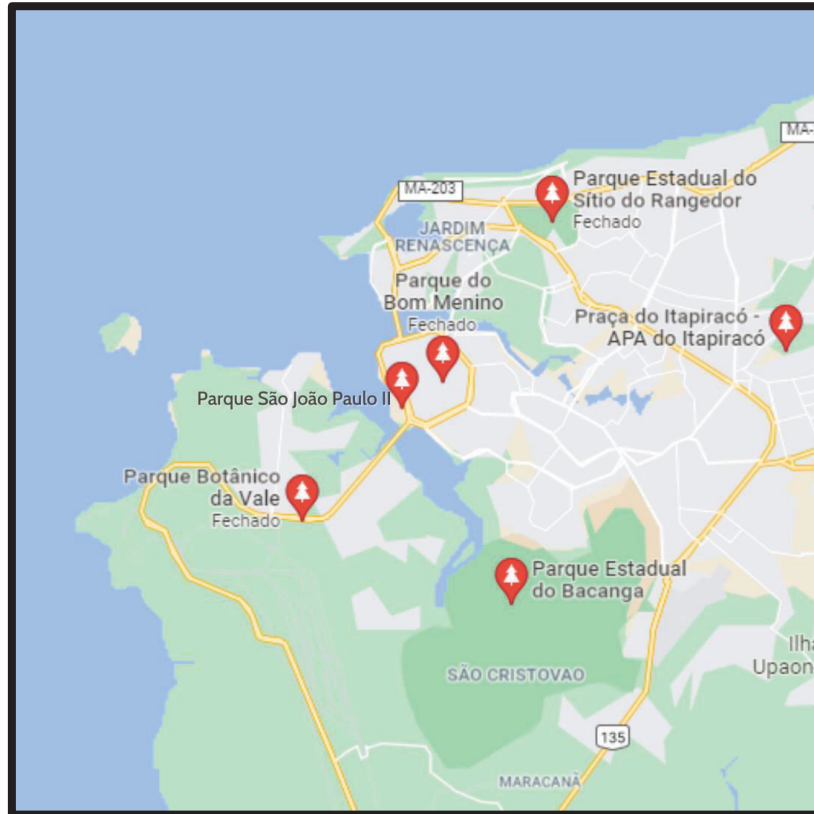 MA-
MA-203
Parque Estadual do
Sítio do Rangedor
Fechado
JARDIM
RENASCENÇA
Parque do
Bom Menino
Fechado
Praça do Itapiracó -
APA do Itapiracó
Parque São João Paulo II
Parque Botânico
da Vale
Fechado
Parque Estadual
do Bacanga
Ilha
Upaon
SÃO CRISTOVAO
135
MARACANÃ